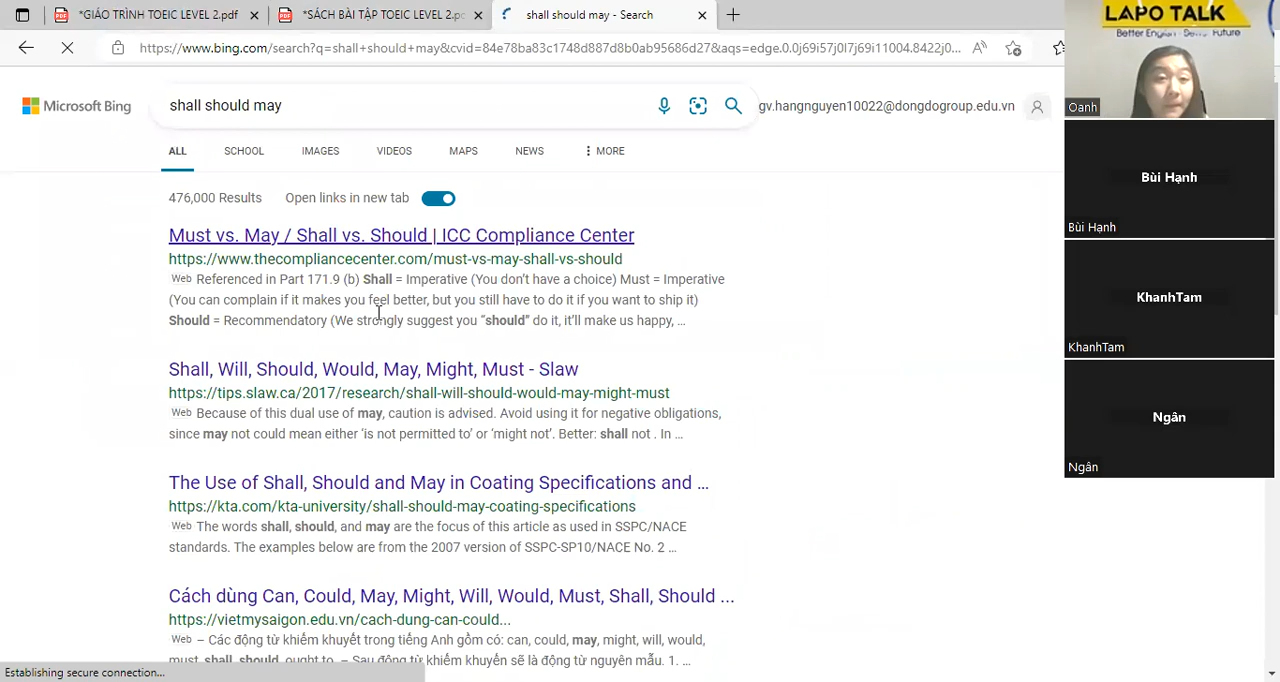 *GIÁO TRÌNH TOEIC LEVEL 2.pdf
*SÁCH BÀI TẬP TOEIC LEVEL 2.pc
shall should may - Search
LAPO TALK
https://www.bing.com/search?q=shall+should+may&cvid=84e78ba83c1748d887d8b0ab95686d27&aqs=edge.0.0j69i57j0l7j69i11004.8422j0...
Microsoft Bing
shall should may
gv.hangnguyen10022@dongdogroup.edu.vn
Oanh
ALL SCHOOL IMAGES VIDEOS MAPS NEWS MORE
476,000 Results Open links in new tab
Must vs. May / Shall vs. Should | ICC Compliance Center
https://www.thecompliancecenter.com/must-vs-may-shall-vs-should
Web Referenced in Part 171.9 (b) Shall = Imperative (You don't have a choice) Must = Imperative
(You can complain if it makes you feel better, but you still have to do it if you want to ship it)
Should = Recommendatory (We strongly suggest you "should" do it, it'll make us happy, ...
Shall, Will, Should, Would, May, Might, Must - Slaw
https://tips.slaw.ca/2017/research/shall-will-should-would-may-might-must
Web Because of this dual use of may, caution is advised. Avoid using it for negative obligations,
since may not could mean either 'is not permitted to' or 'might not'. Better: shall not . In ...
The Use of Shall, Should and May in Coating Specifications and ...
https://kta.com/kta-university/shall-should-may-coating-specifications
Web The words shall, should, and may are the focus of this article as used in SSPC/NACE
standards. The examples below are from the 2007 version of SSPC-SP10/NACE No. 2 ...
Cách dùng Can, Could, May, Might, Will, Would, Must, Shall, Should ...
https://vietmysaigon.edu.vn/cach-dung-can-could...
Web – Các động từ khiếm khuyết trong tiếng Anh gồm có: can, could, may, might, will, would,
must, shall, should, ought to. – Sau động từ khiếm khuyến sẽ là động từ nguyên mẫu. 1. ...
Establishing secure connection...
Bùi Hạnh
Bùi Hạnh
KhanhTam
KhanhTam
Ngân
Ngân